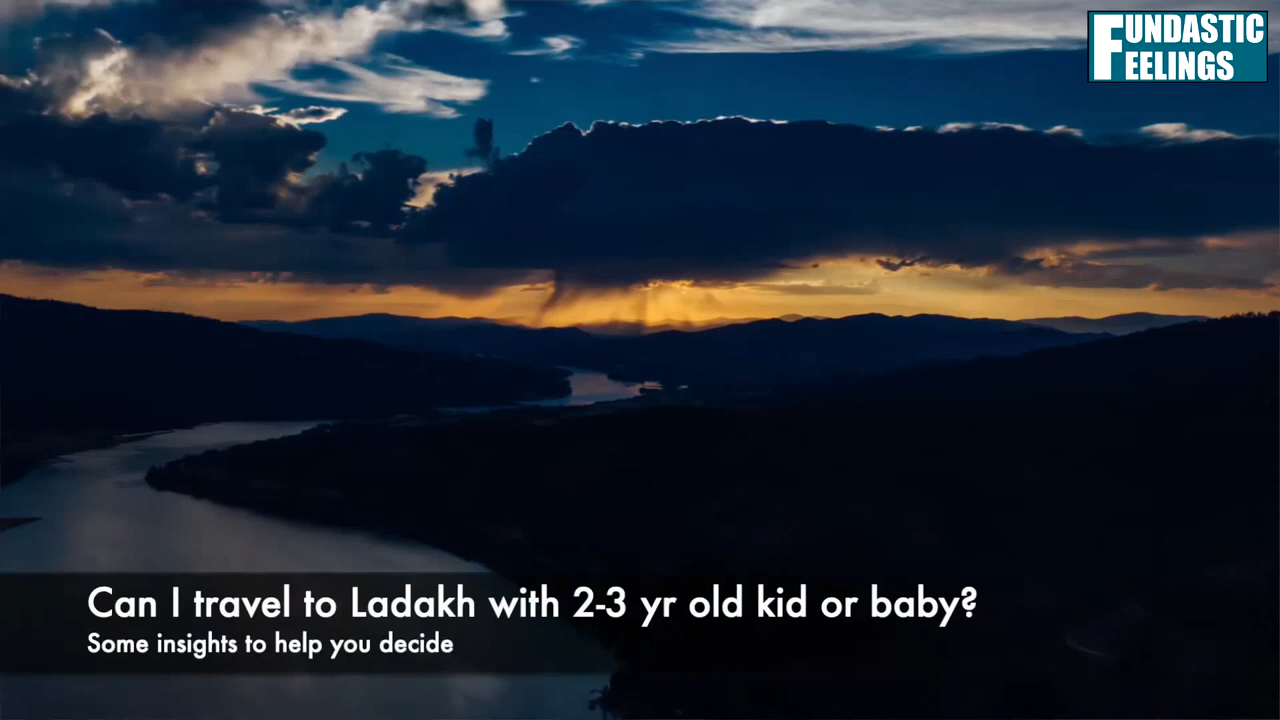 FUNDASTIC
FEELINGS
Can I travel to Ladakh with 2-3 yr old kid or baby?
Some insights to help you decide